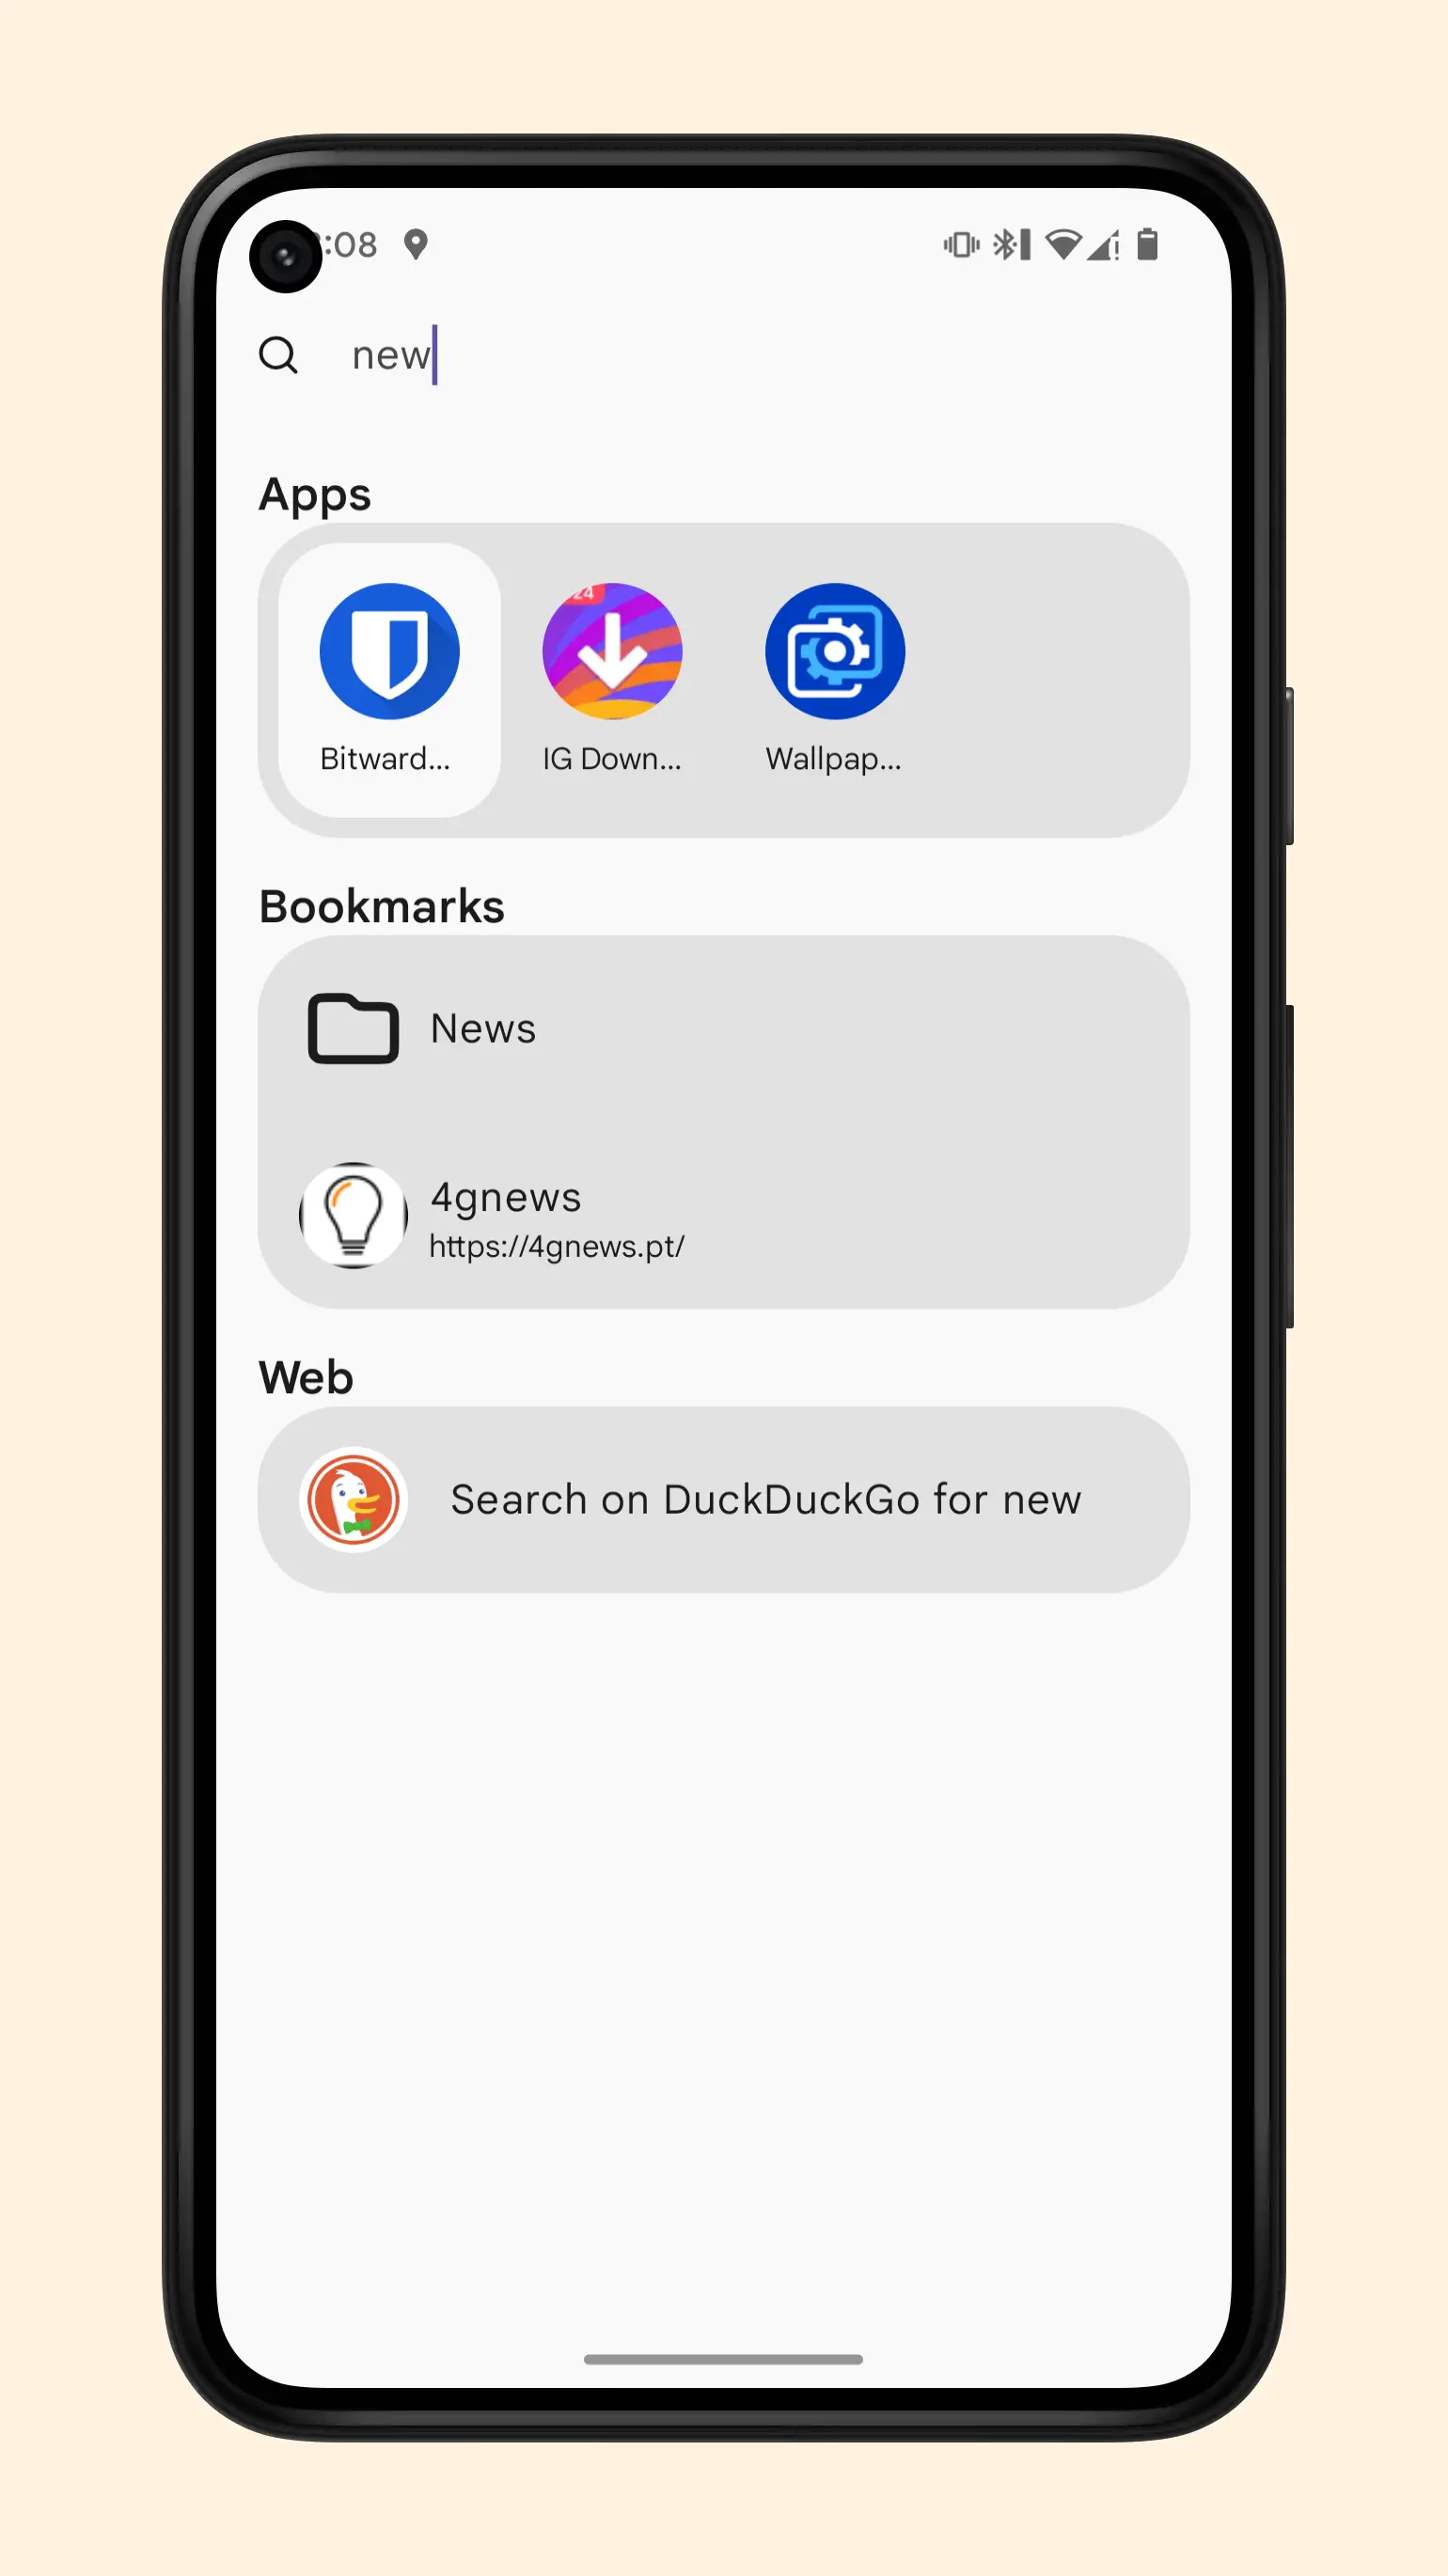 :08
new
Apps
24
Bitward...
IG Down...
Wallpap...
Bookmarks
News
4gnews
https://4gnews.pt/
Web
Search on DuckDuckGo for new